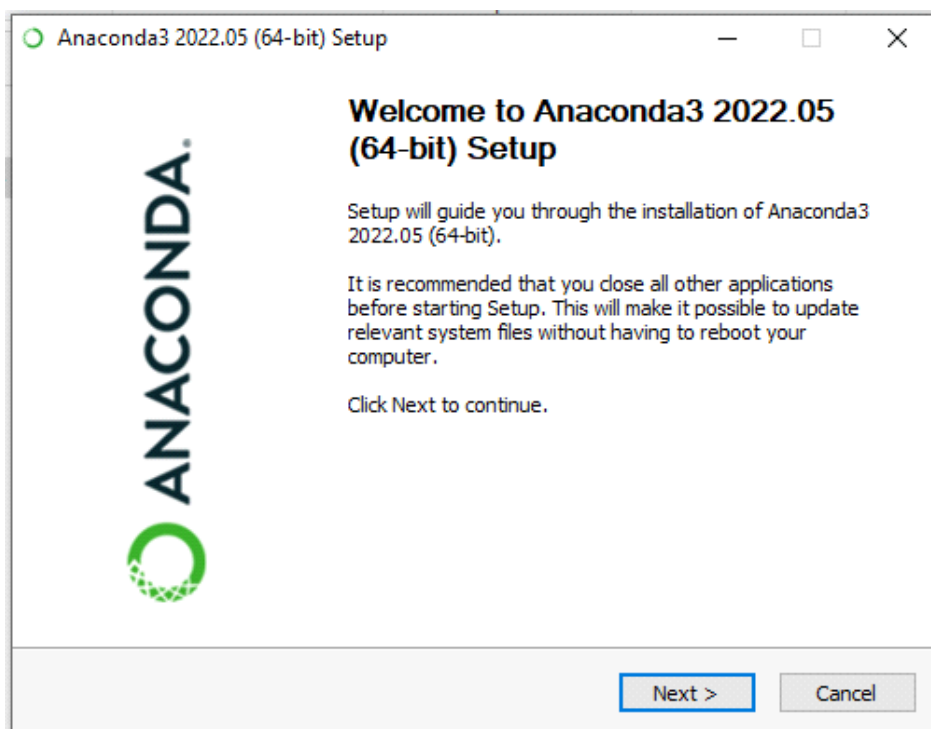 Anaconda3 2022.05 (64-bit) Setup
Welcome to Anaconda3 2022.05
(64-bit) Setup
Setup will guide you through the installation of Anaconda3
2022.05 (64-bit).
It is recommended that you close all other applications
before starting Setup. This will make it possible to update
relevant system files without having to reboot your
computer.
Click Next to continue.
ANACONDA.
Next >
Cancel